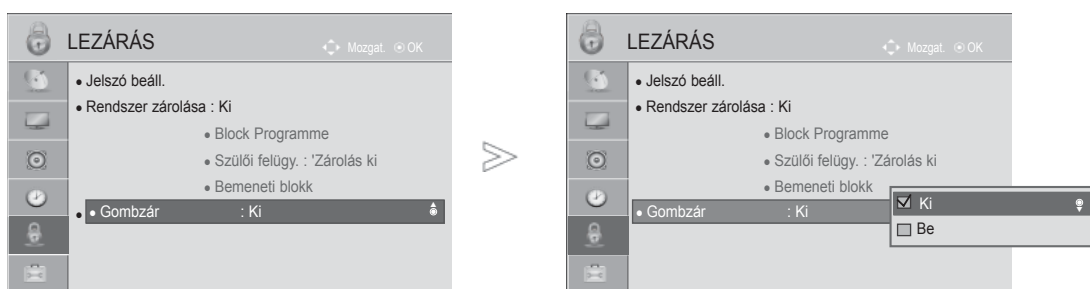 LEZÁRÁS
Mozgat. OK
• Jelszó beáll.
• Rendszer zárolása : Ki
• Block Programme
• Szülői felügy. : 'Zárolás ki
• Bemeneti blokk
• • Gombzár : Ki
LEZÁRÁS
Mozgat. OK
• Jelszó beáll.
• Rendszer zárolása : Ki
• Block Programme
• Szülői felügy. : 'Zárolás ki
• Bemeneti blokk
• Gombzár : Ki
Ki
Be